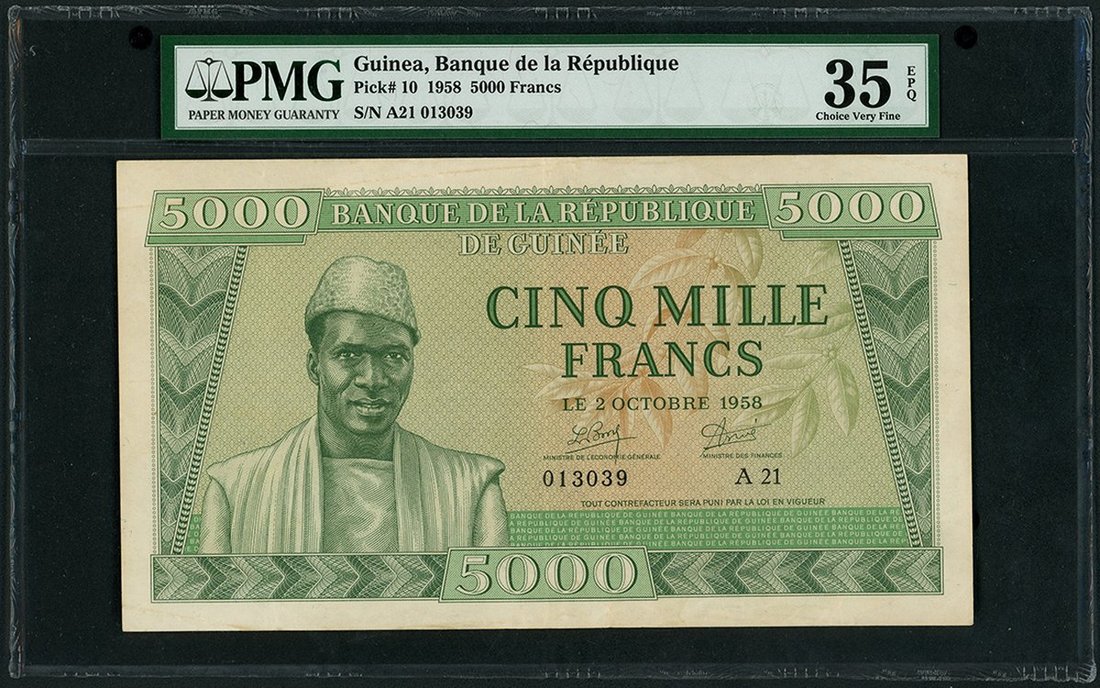 PMG
PAPER MONEY GUARANTY
Guinea, Banque de la République
Pick# 10 1958 5000 Francs
S/N A21 013039
35 EPQ
Choice Very Fine
5000 BANQUE DE LA RÉPUBLIQUE 5000
DE GUINÉE
CINQ MILLE
FRANCS
LE 2 OCTOBRE 1958
MINISTRE DE L'ÉCONOMIE GÉNÉRALE MINISTRE DES FINANCES
013039 A 21
TOUT CONTREFACTEUR SERA PUNI PAR LA LOI EN VIGUEUR
5000